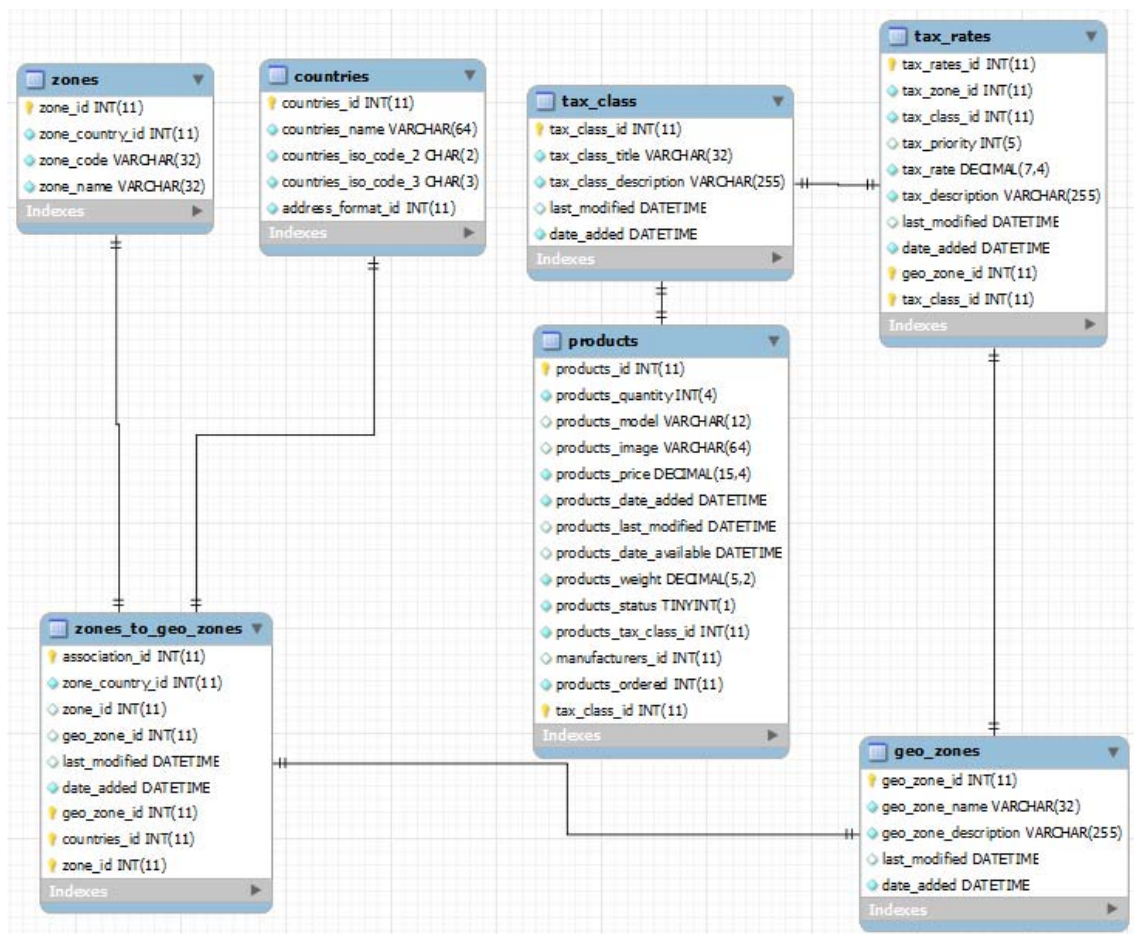 zones
zone_id INT(11)
zone_country_id INT(11)
zone_code VARCHAR(32)
zone_name VARCHAR(32)
Indexes
countries
countries_id INT(11)
countries_name VARCHAR(64)
countries_iso_code_2 CHAR(2)
countries_iso_code_3 CHAR(3)
address_format_id INT(11)
Indexes
tax_class
tax_class_id INT(11)
tax_class_title VARCHAR(32)
tax_class_description VARCHAR(255)
last_modified DATETIME
date_added DATETIME
Indexes
tax_rates
tax_rates_id INT(11)
tax_zone_id INT(11)
tax_class_id INT(11)
tax_priority INT(5)
tax_rate DECIMAL(7,4)
tax_description VARCHAR(255)
last_modified DATETIME
date_added DATETIME
geo_zone_id INT(11)
tax_class_id INT(11)
Indexes
products
products_id INT(11)
products_quantity INT(4)
products_model VARCHAR(12)
products_image VARCHAR(64)
products_price DECIMAL(15,4)
products_date_added DATETIME
products_last_modified DATETIME
products_date_available DATETIME
products_weight DECIMAL(5,2)
products_status TINYINT(1)
products_tax_class_id INT(11)
manufacturers_id INT(11)
products_ordered INT(11)
tax_class_id INT(11)
Indexes
zones_to_geo_zones
association_id INT(11)
zone_country_id INT(11)
zone_id INT(11)
geo_zone_id INT(11)
last_modified DATETIME
date_added DATETIME
geo_zone_id INT(11)
countries_id INT(11)
zone_id INT(11)
Indexes
geo_zones
geo_zone_id INT(11)
geo_zone_name VARCHAR(32)
geo_zone_description VARCHAR(255)
last_modified DATETIME
date_added DATETIME
Indexes